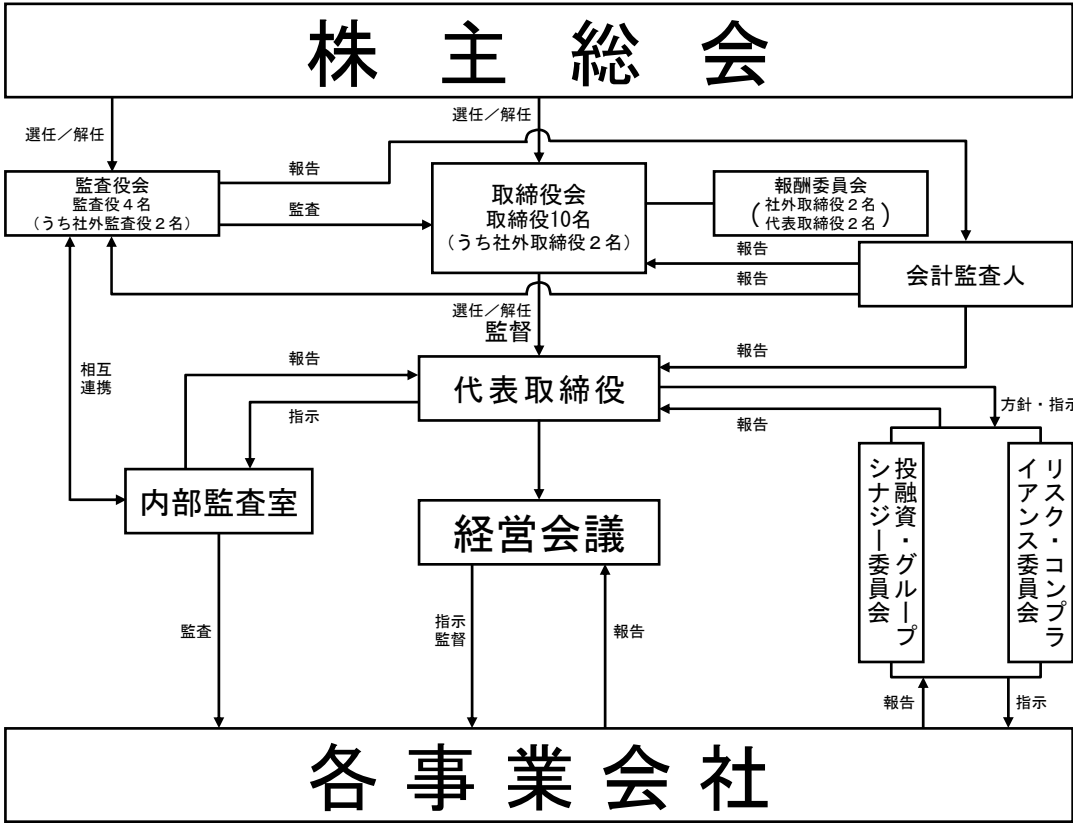 株主総会
選任／解任
選任／解任
報告
監査役会
監査役４名
（うち社外監査役２名）
監査
取締役会
取締役10名
（うち社外取締役２名）
報酬委員会
（社外取締役２名
代表取締役２名）
報告
報告
会計監査人
選任／解任
監督
相互
連携
報告
報告
代表取締役
指示
報告
方針・指示
内部監査室
経営会議
投融資・グループ
シナジー委員会
リスク・コンプラ
イアンス委員会
監査
指示
監督
報告
報告
指示
各事業会社